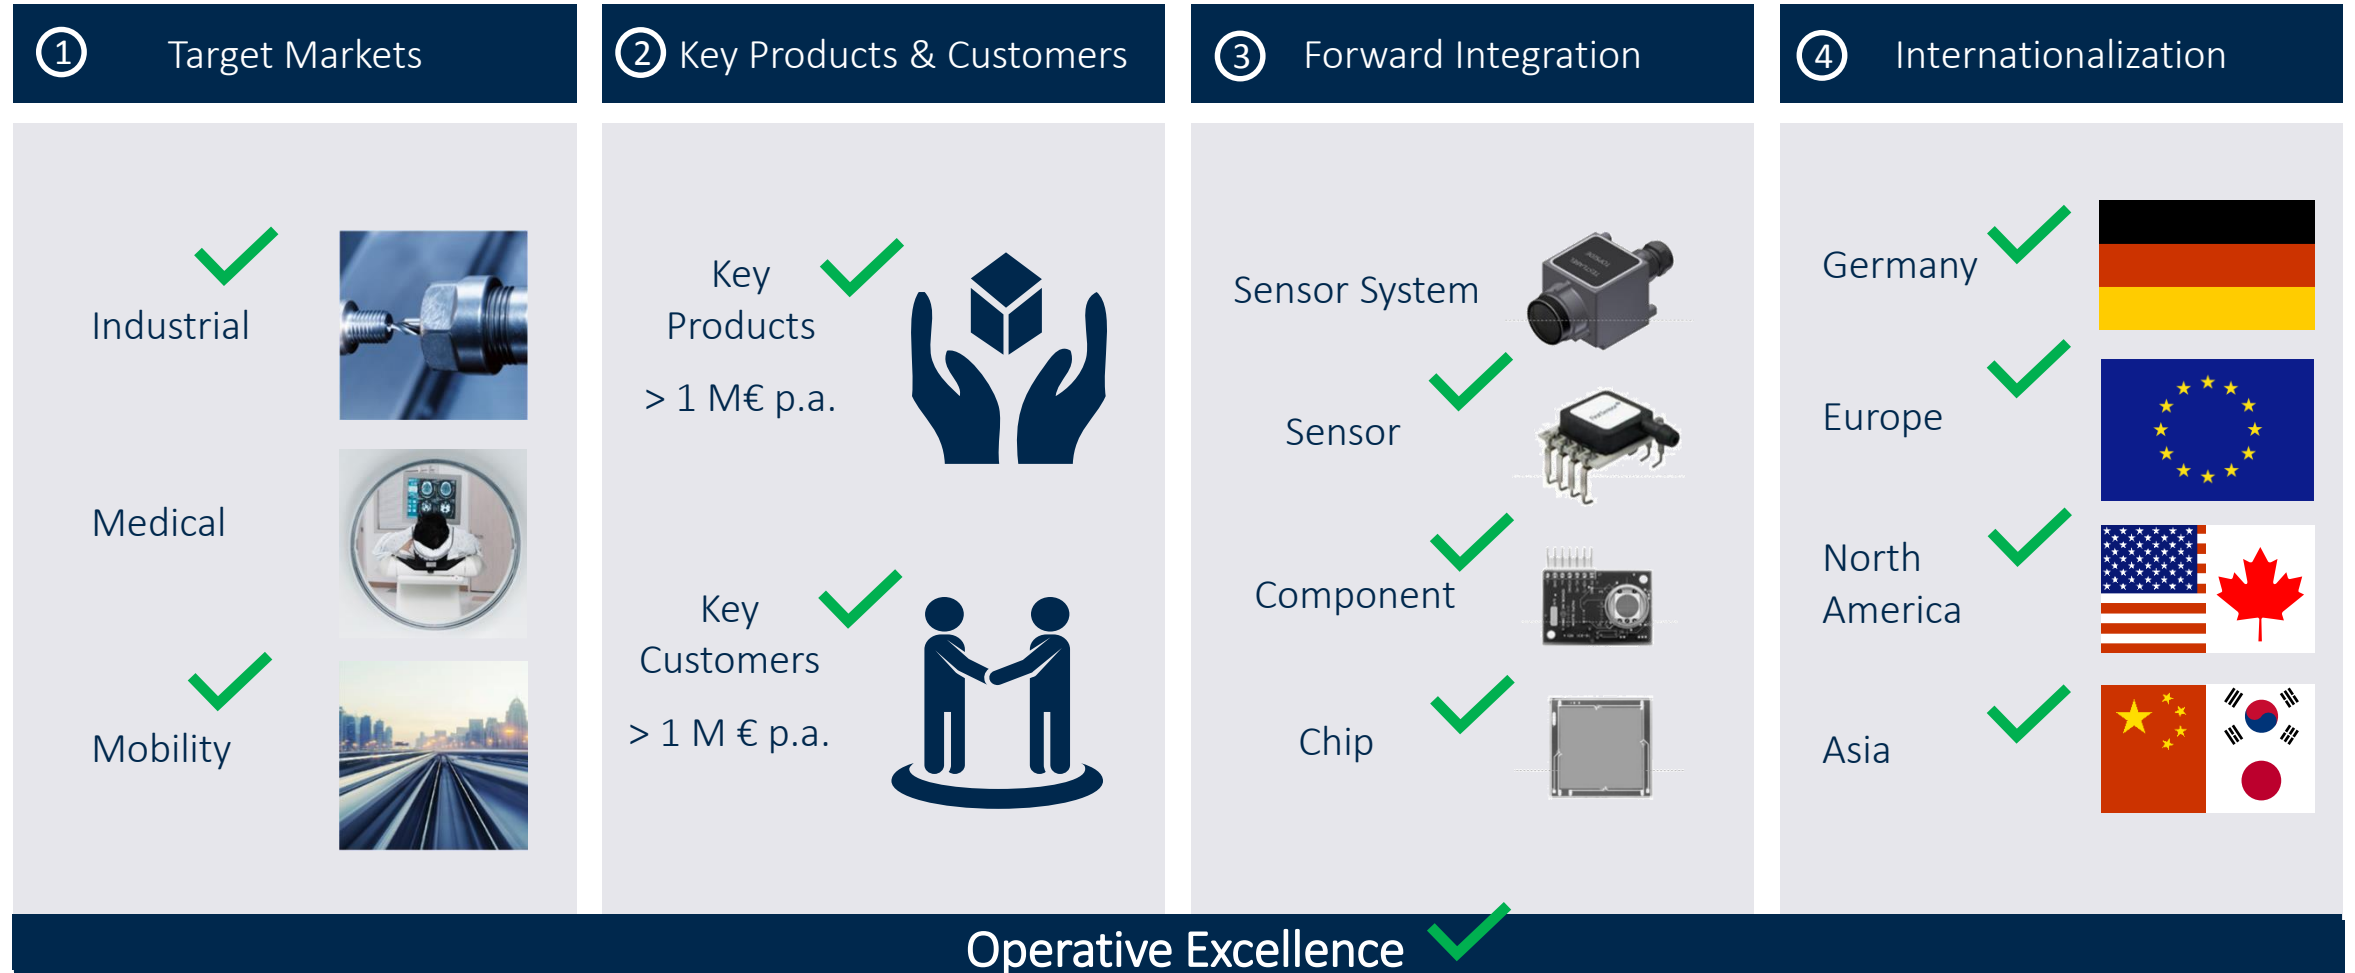 1 Target Markets
Industrial
Medical
Mobility
2 Key Products & Customers
Key
Products
> 1 M€ p.a.
Key
Customers
> 1 M € p.a.
3 Forward Integration
Sensor System
Sensor
Component
Chip
4 Internationalization
Germany
Europe
North
America
Asia
Operative Excellence